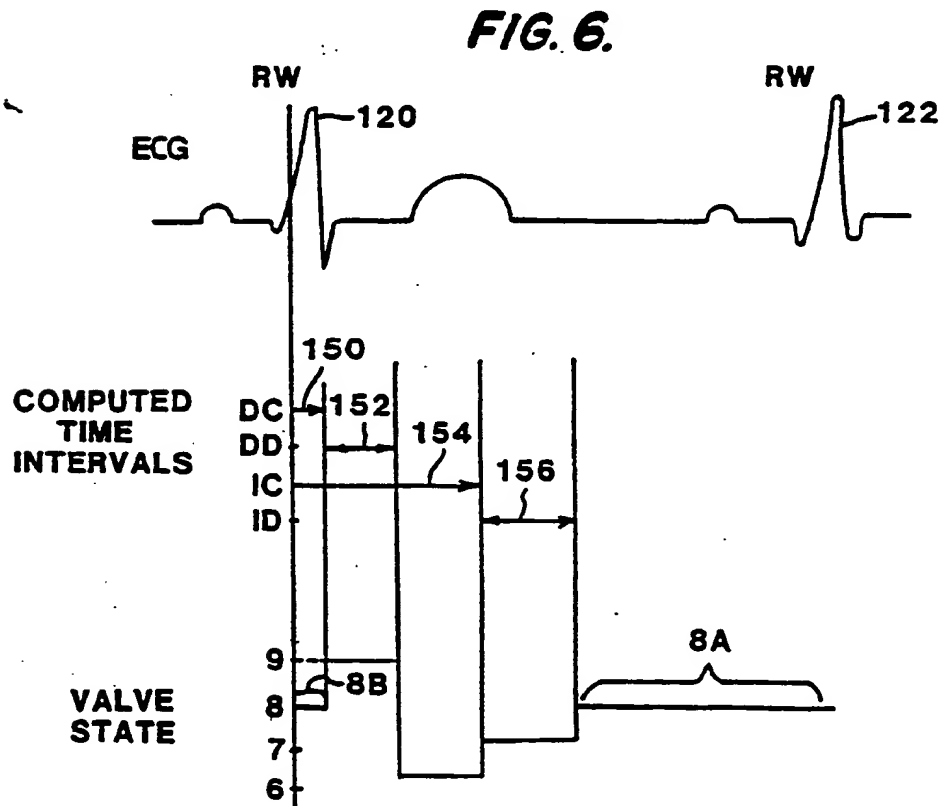 FIG. 6.
RW
RW
120
122
ECG
150
COMPUTED
TIME
INTERVALS
DC
152
DD
154
IC
156
ID
8A
9
8B
VALVE
STATE
8
7
6